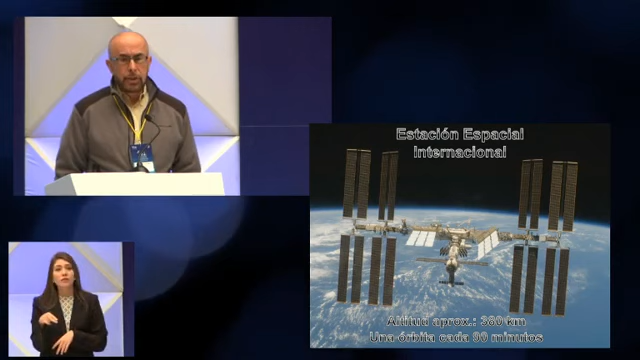 Estación Espacial
Internacional
Altitud aprox.: 380 km
Una órbita cada 90 minutos